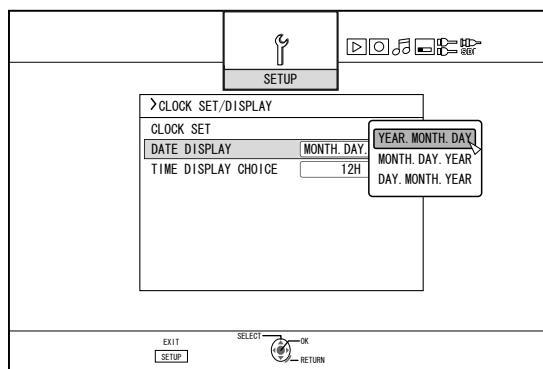 SETUP
>CLOCK SET/DISPLAY
CLOCK SET
DATE DISPLAY MONTH. DAY.
TIME DISPLAY CHOICE 12H
YEAR. MONTH. DAY
MONTH. DAY. YEAR
DAY. MONTH. YEAR
EXIT
SETUP
SELECT
OK
RETURN